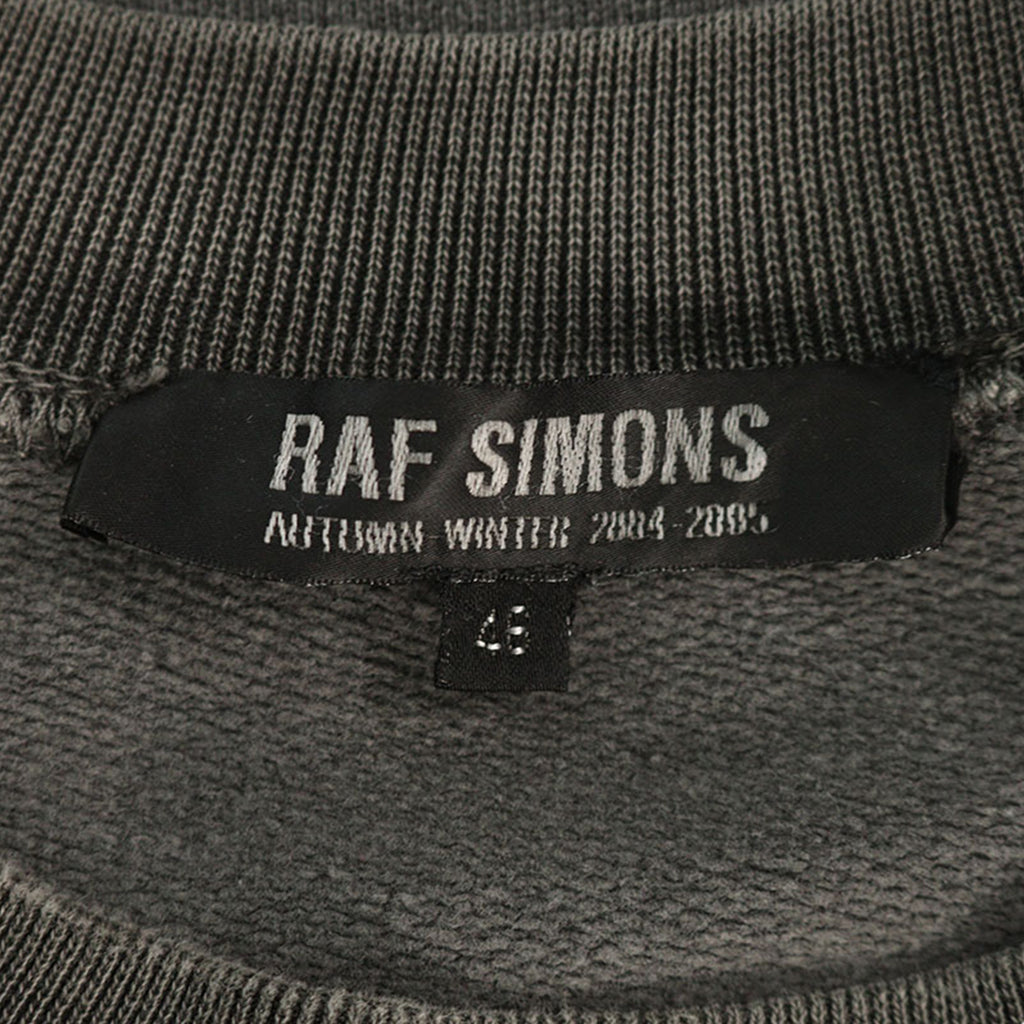 RAF SIMONS
AUTUMN-WINTER 2004-2005
46